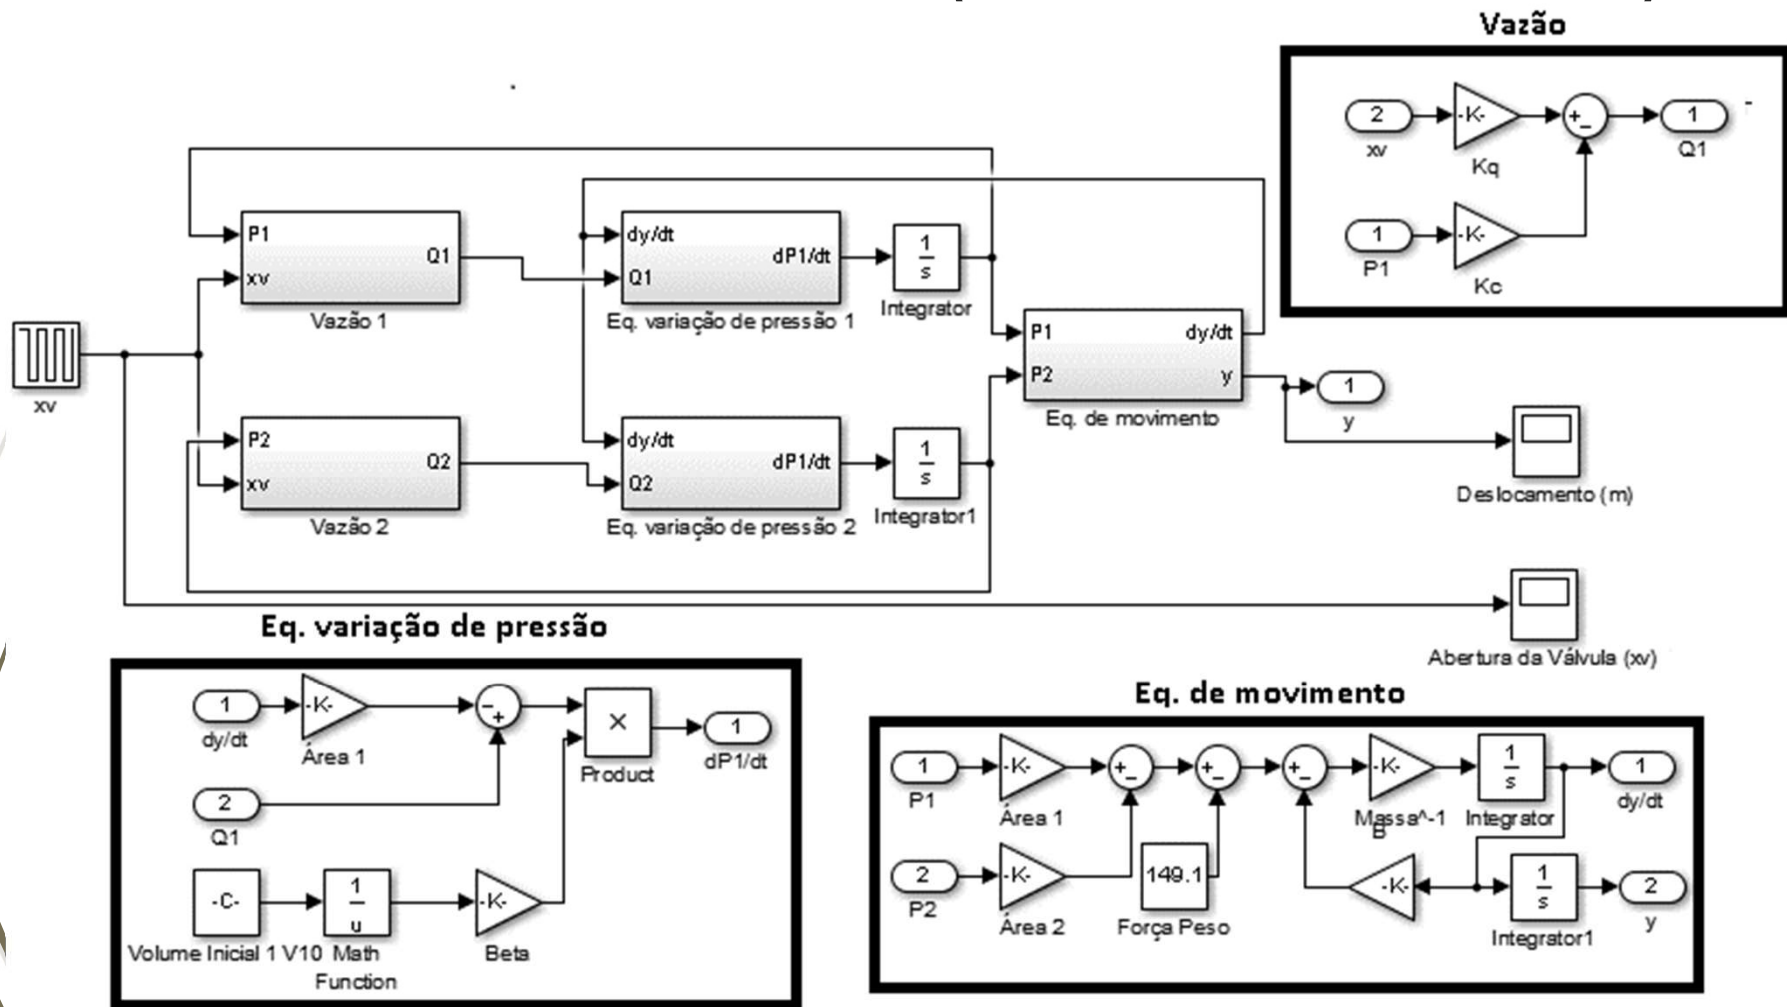 Vazão
2
xv
-K-
Kq
+
-
1
Q1
1
P1
-K-
Kc
P1
xv
Q1
Vazão 1
dy/dt
Q1
dP1/dt
Eq. variação de pressão 1
1
s
Integrator
xv
P2
xv
Q2
Vazão 2
dy/dt
Q2
dP1/dt
Eq. variação de pressão 2
1
s
Integrator1
P1
P2
dy/dt
y
Eq. de movimento
1
y
Deslocamento (m)
Abertura da Válvula (xv)
Eq. variação de pressão
1
dy/dt
-K-
Área 1
-
+
×
Product
1
dP1/dt
2
Q1
-C-
Volume Inicial 1 V10
1
u
Math
Function
-K-
Beta
Eq. de movimento
1
P1
-K-
Área 1
+
-
+
-
+
-
-K-
Massa^-1
1
s
Integrator
1
dy/dt
2
P2
-K-
Área 2
149.1
Força Peso
B
-K-
1
s
Integrator1
2
y